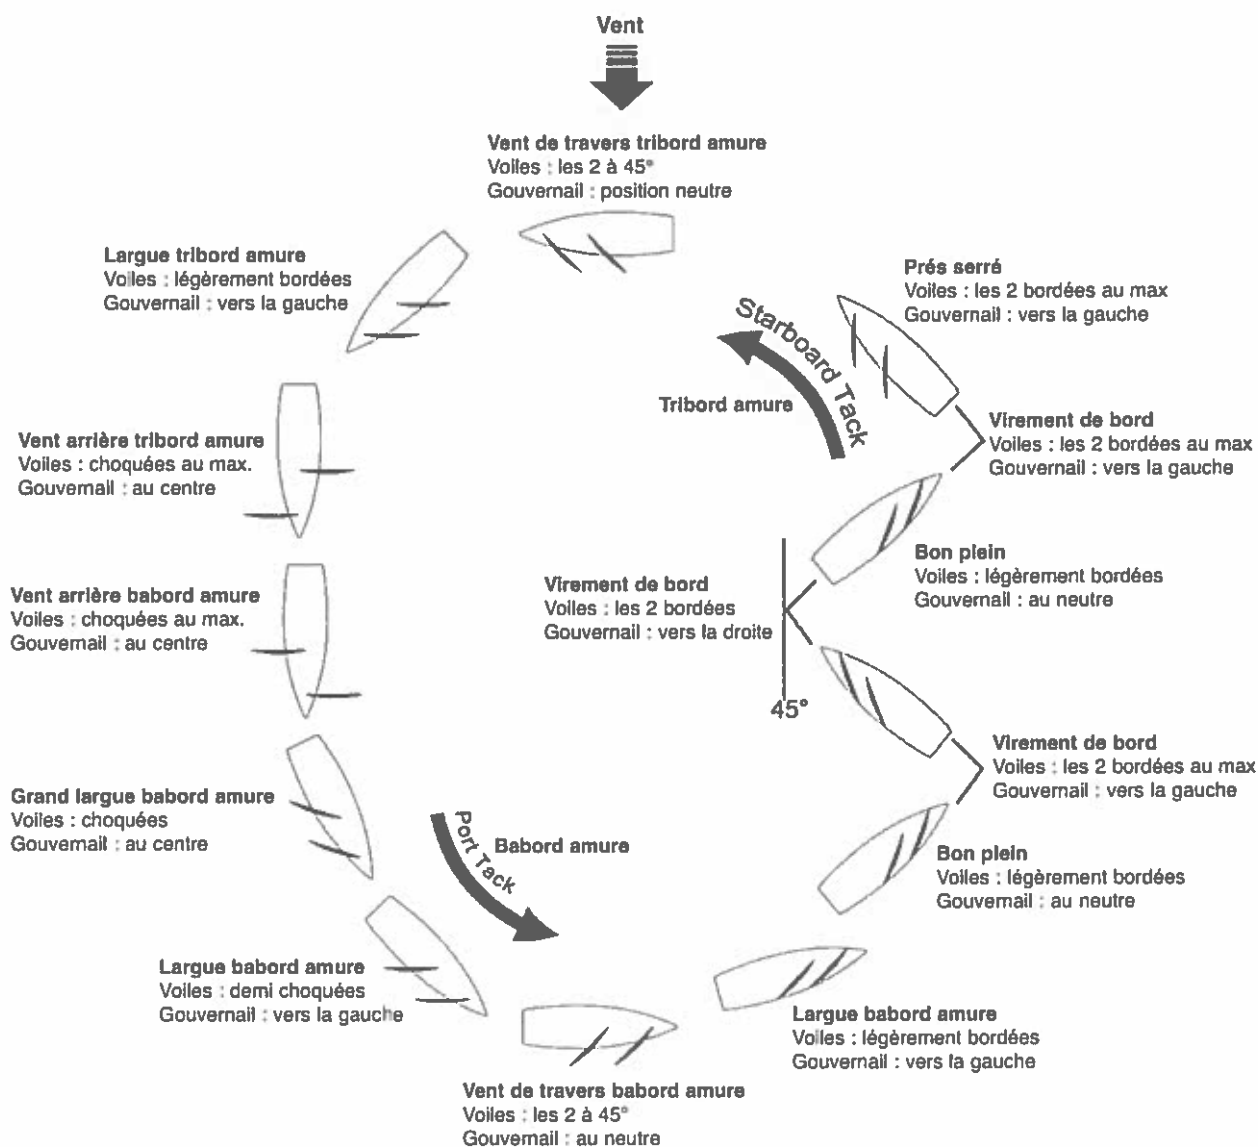 Vent
Vent de travers tribord amure
Voiles : les 2 à 45°
Gouvernail : position neutre
Largue tribord amure
Voiles : légèrement bordées
Gouvernail : vers la gauche
Prés serré
Voiles : les 2 bordées au max
Gouvernail : vers la gauche
Starboard Tack
Tribord amure
Virement de bord
Voiles : les 2 bordées au max
Gouvernail : vers la gauche
Vent arrière tribord amure
Voiles : choquées au max.
Gouvernail : au centre
Bon plein
Voiles : légèrement bordées
Gouvernail : au neutre
Virement de bord
Voiles : les 2 bordées
Gouvernail : vers la droite
Vent arrière babord amure
Voiles : choquées au max.
Gouvernail : au centre
45°
Virement de bord
Voiles : les 2 bordées au max
Gouvernail : vers la gauche
Grand largue babord amure
Voiles : choquées
Gouvernail : au centre
Port Tack
Babord amure
Bon plein
Voiles : légèrement bordées
Gouvernail : au neutre
Largue babord amure
Voiles : demi choquées
Gouvernail : vers la gauche
Largue babord amure
Voiles : légèrement bordées
Gouvernail : vers la gauche
Vent de travers babord amure
Voiles : les 2 à 45°
Gouvernail : au neutre